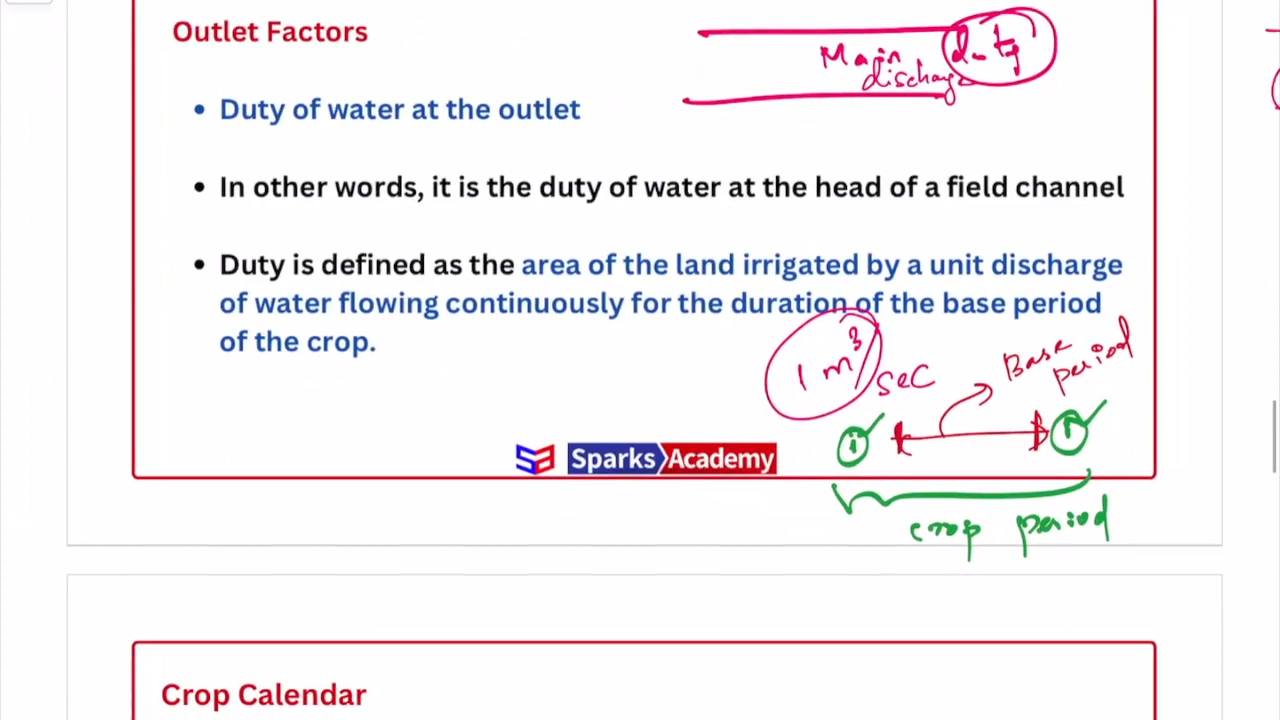 Outlet Factors
Main duty
discharge
• Duty of water at the outlet
• In other words, it is the duty of water at the head of a field channel
• Duty is defined as the area of the land irrigated by a unit discharge
of water flowing continuously for the duration of the base period
of the crop.
1 m³/sec
Base
period
Sparks Academy
crop period
Crop Calendar